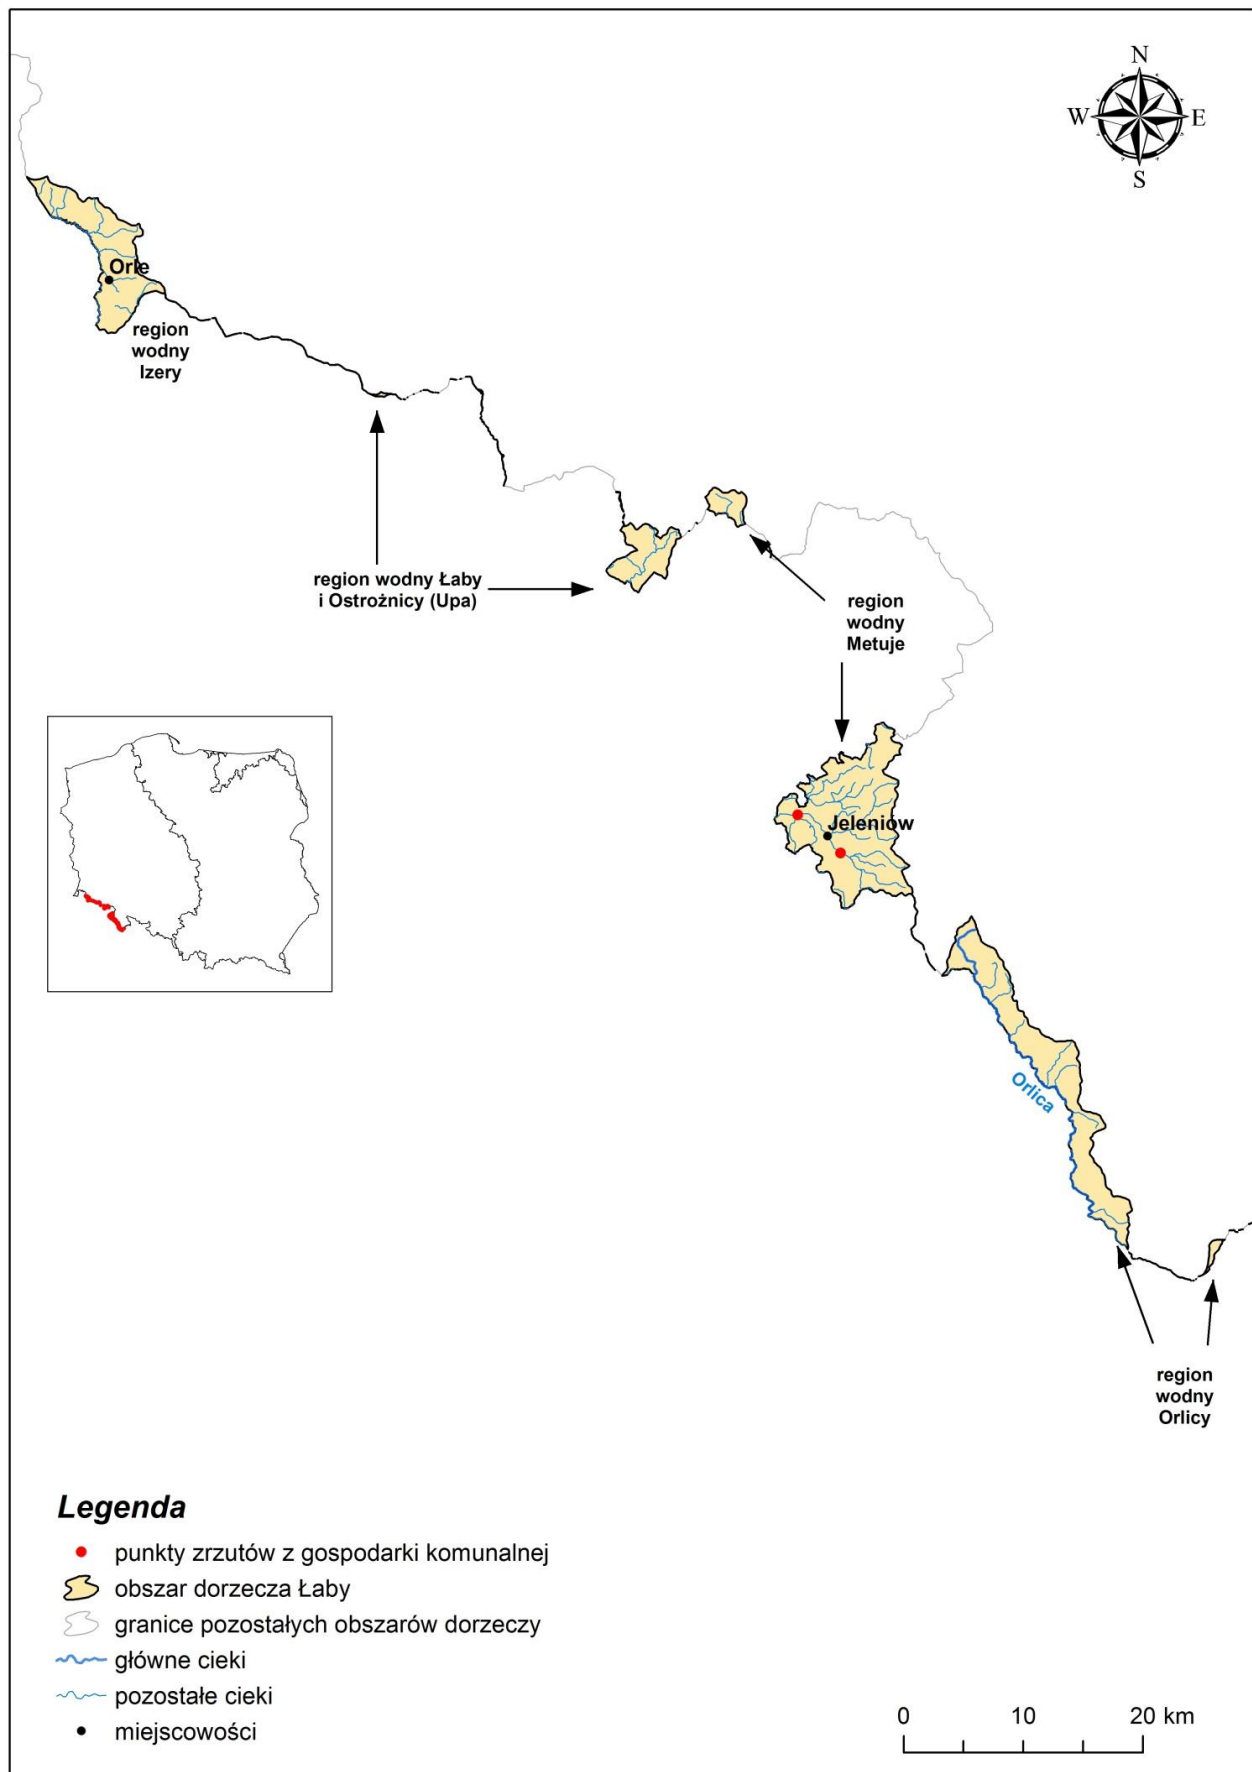 N
W
E
S
Orle
region
wodny
Izery
region wodny Łaby
i Ostrożnicy (Upa)
region
wodny
Metuje
Jeleniów
Orlica
region
wodny
Orlicy
Legenda
punkty zrzutów z gospodarki komunalnej
obszar dorzecza Łaby
granice pozostałych obszarów dorzeczy
główne cieki
pozostałe cieki
miejscowości
0 10 20 km